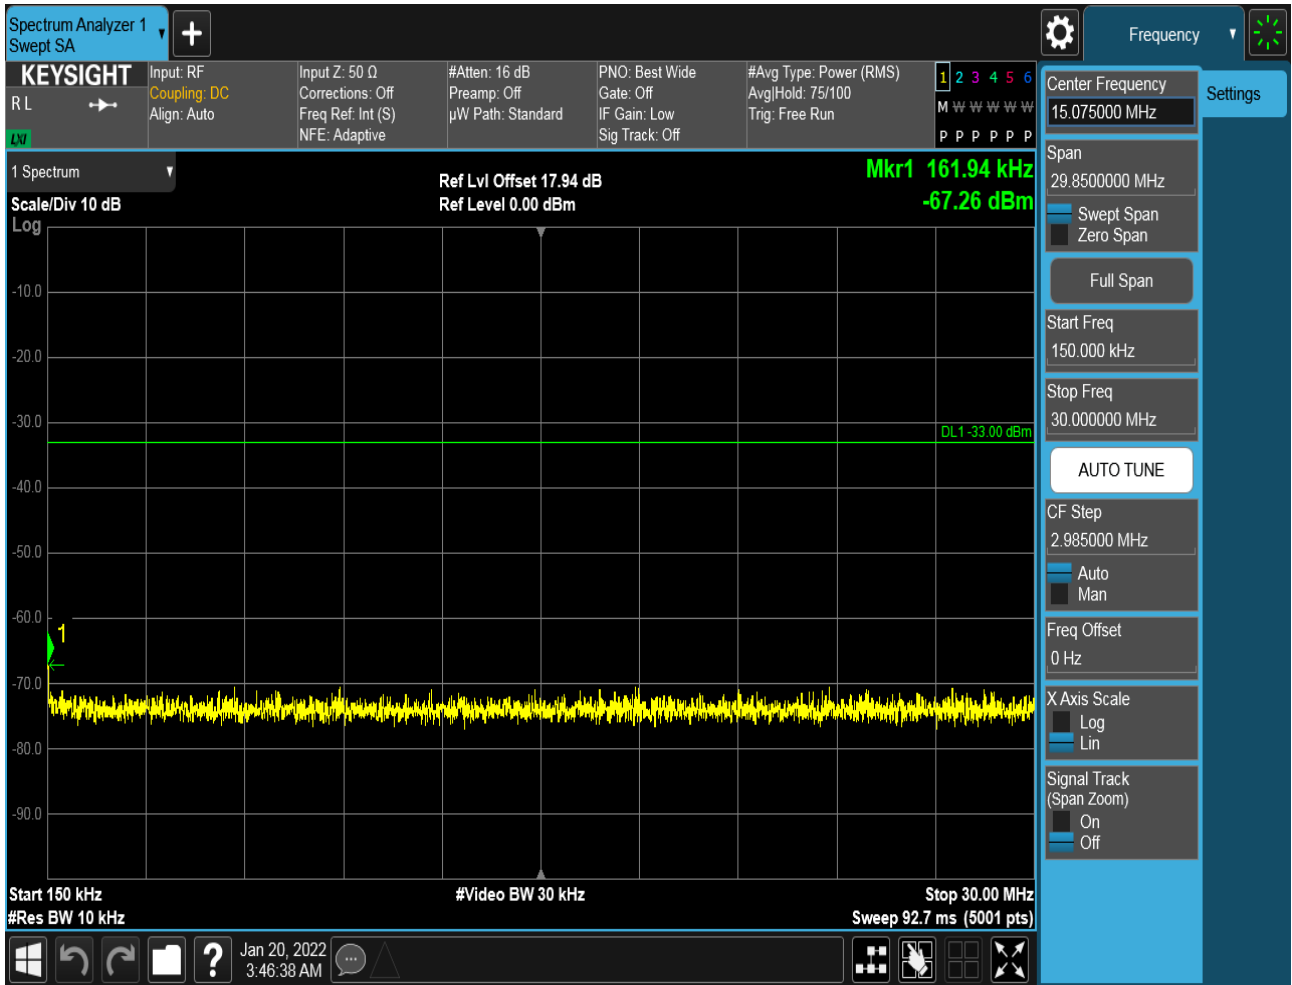 Spectrum Analyzer 1
Swept SA
Frequency
KEYSIGHT
R L
LXI
Input: RF
Coupling: DC
Align: Auto
Input Z: 50 Ω
Corrections: Off
Freq Ref: Int (S)
NFE: Adaptive
#Atten: 16 dB
Preamp: Off
µW Path: Standard
PNO: Best Wide
Gate: Off
IF Gain: Low
Sig Track: Off
#Avg Type: Power (RMS)
Avg|Hold: 75/100
Trig: Free Run
1 2 3 4 5 6
M W W W W W
P P P P P P
1 Spectrum
Scale/Div 10 dB
Log
Ref Lvl Offset 17.94 dB
Ref Level 0.00 dBm
Mkr1 161.94 kHz
-67.26 dBm
-10.0
-20.0
-30.0
DL1 -33.00 dBm
-40.0
-50.0
-60.0
1
-70.0
-80.0
-90.0
Start 150 kHz
#Video BW 30 kHz
Stop 30.00 MHz
#Res BW 10 kHz
Sweep 92.7 ms (5001 pts)
Jan 20, 2022
3:46:38 AM
Center Frequency
15.075000 MHz
Settings
Span
29.8500000 MHz
Swept Span
Zero Span
Full Span
Start Freq
150.000 kHz
Stop Freq
30.000000 MHz
AUTO TUNE
CF Step
2.985000 MHz
Auto
Man
Freq Offset
0 Hz
X Axis Scale
Log
Lin
Signal Track
(Span Zoom)
On
Off